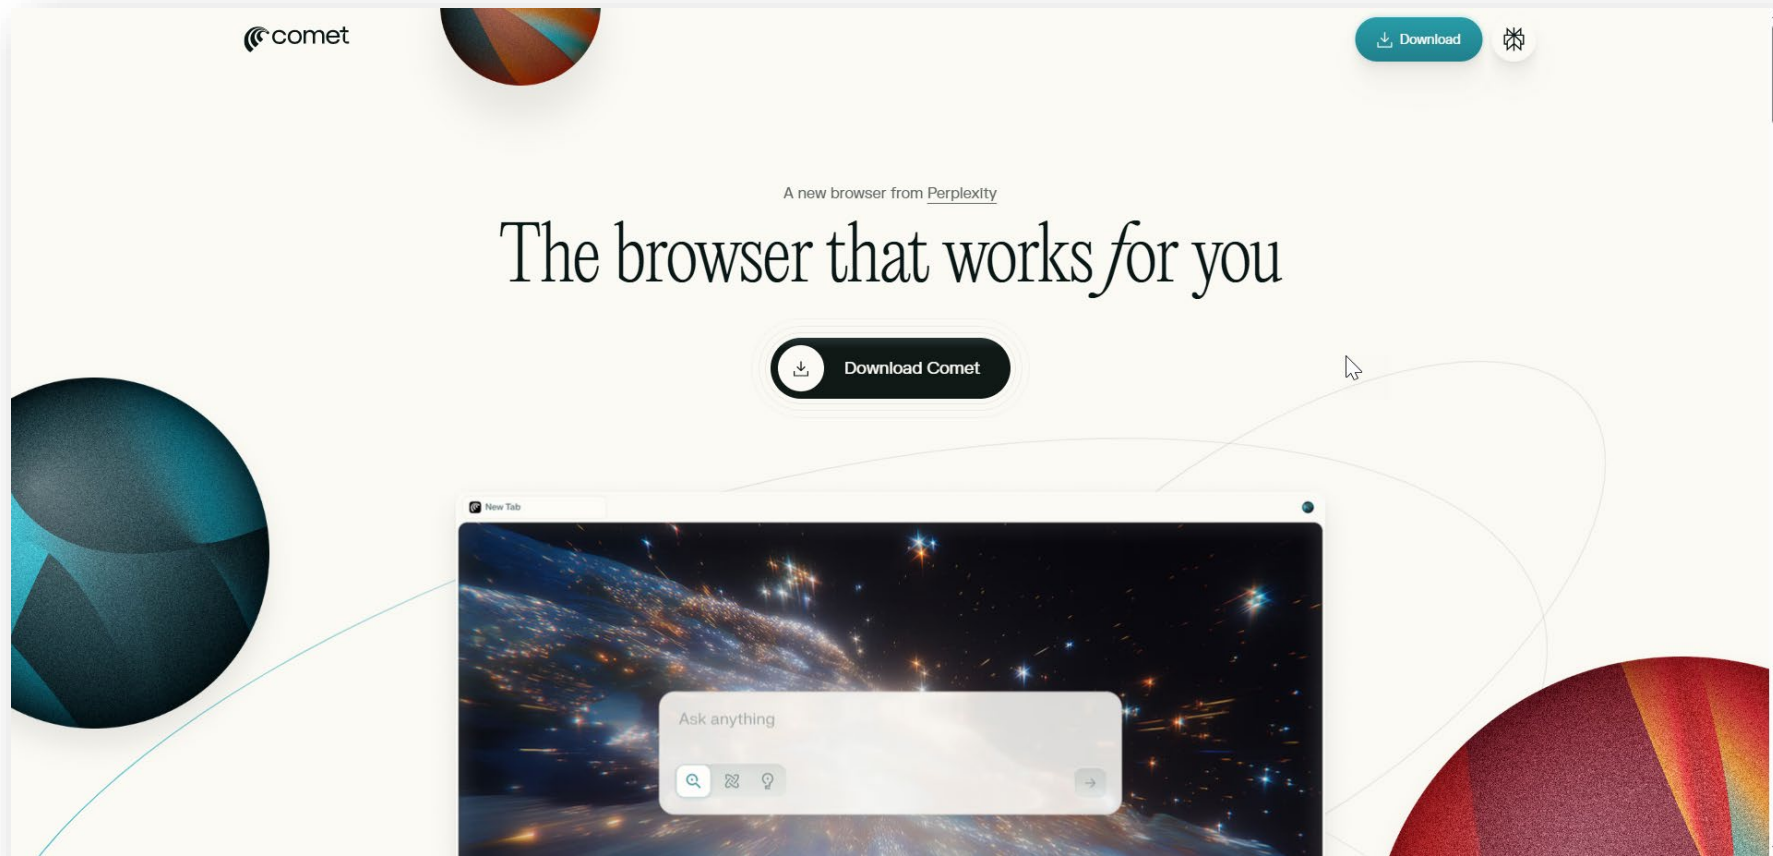 comet
Download
A new browser from Perplexity
The browser that works for you
Download Comet
New Tab
Ask anything